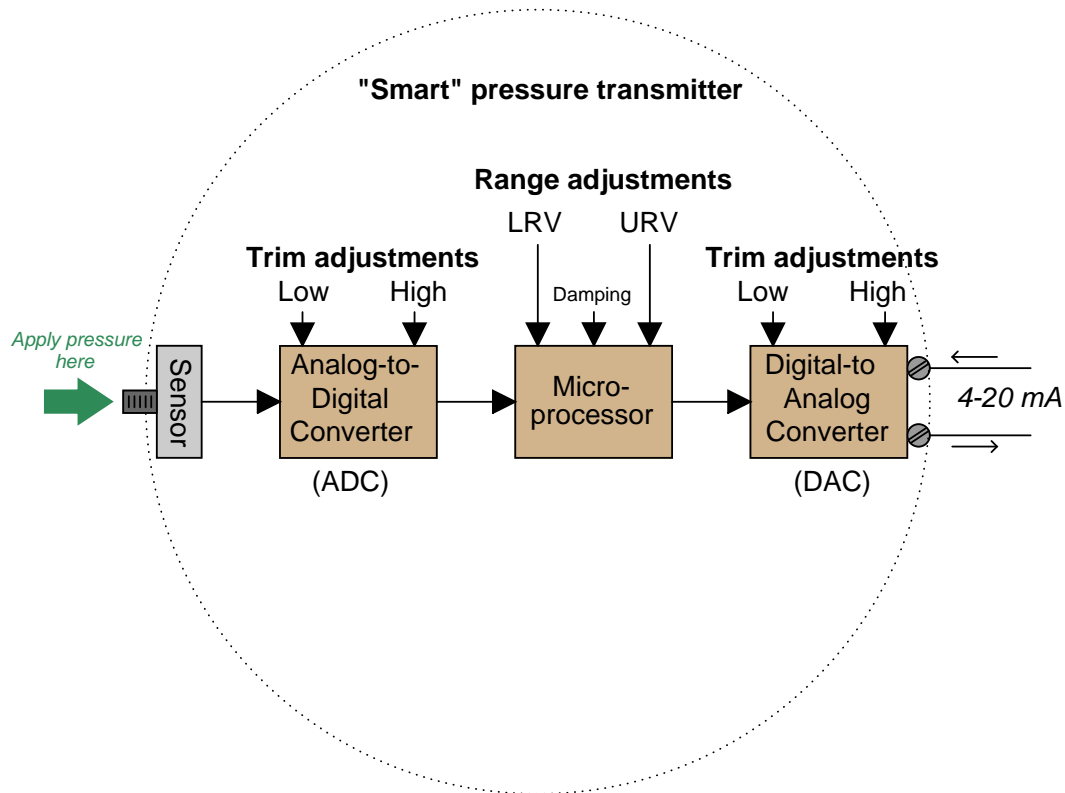 "Smart" pressure transmitter
Range adjustments
LRV
URV
Trim adjustments
Low
High
Damping
Trim adjustments
Low
High
Apply pressure
here
Sensor
Analog-to-
Digital
Converter
(ADC)
Micro-
processor
Digital-to
Analog
Converter
(DAC)
4-20 mA